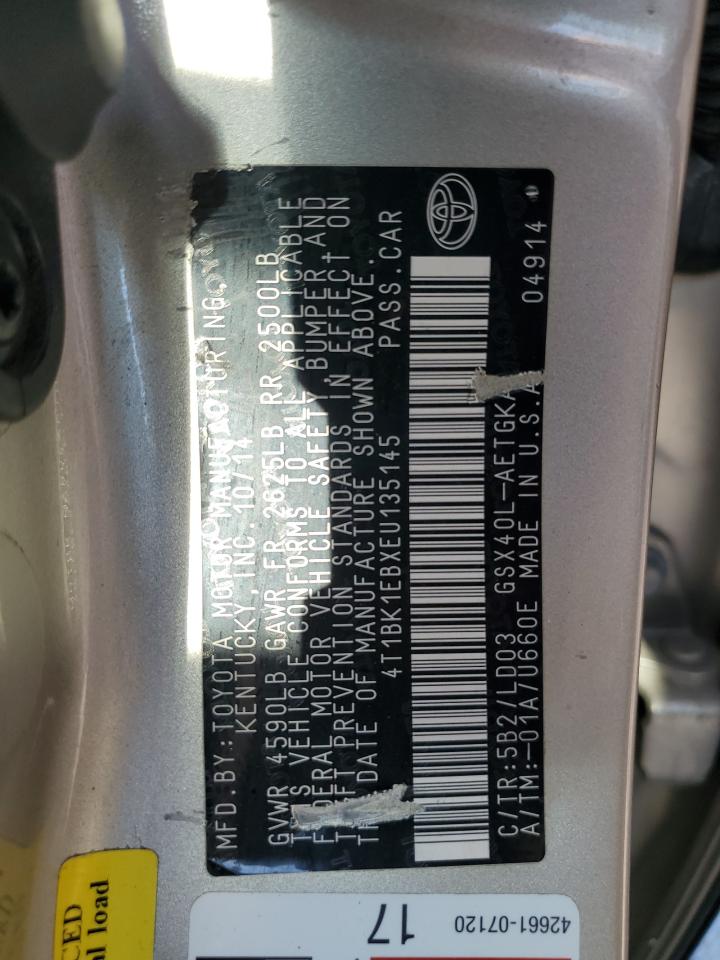 MFD.BY:TOYOTA MOTOR MANUFACTURING,
KENTUCKY, INC. 10/14
GVWR 4590LB GAWR FR 2625LB RR 2500LB
THIS VEHICLE CONFORMS TO ALL APPLICABLE
FEDERAL MOTOR VEHICLE SAFETY, BUMPER AND
THEFT PREVENTION STANDARDS IN EFFECT ON
THE DATE OF MANUFACTURE SHOWN ABOVE.
4T1BK1EBXEU135145 PASS.CAR
C/TR:5B2/LD03 GSX40L-AETGKA
A/TM:-01A/U660E MADE IN U.S.A 04914
CED
al load
17
42661-07120